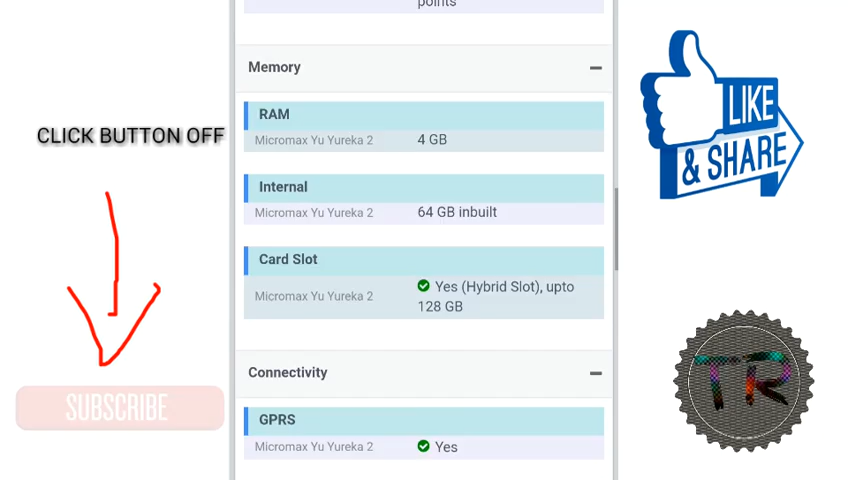 points
Memory
RAM
Micromax Yu Yureka 2 4 GB
Internal
Micromax Yu Yureka 2 64 GB inbuilt
Card Slot
Micromax Yu Yureka 2 Yes (Hybrid Slot), upto
128 GB
Connectivity
GPRS
Micromax Yu Yureka 2 Yes
CLICK BUTTON OFF
SUBSCRIBE
LIKE
& SHARE
TR